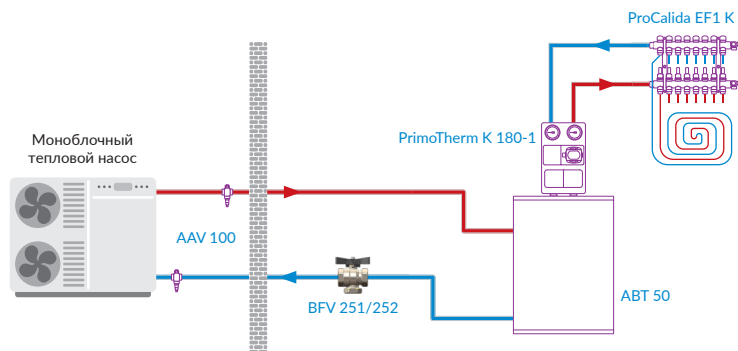 ProCalida EF1 K
PrimoTherm K 180-1
Моноблочный
тепловой насос
AAV 100
BFV 251/252
ABT 50